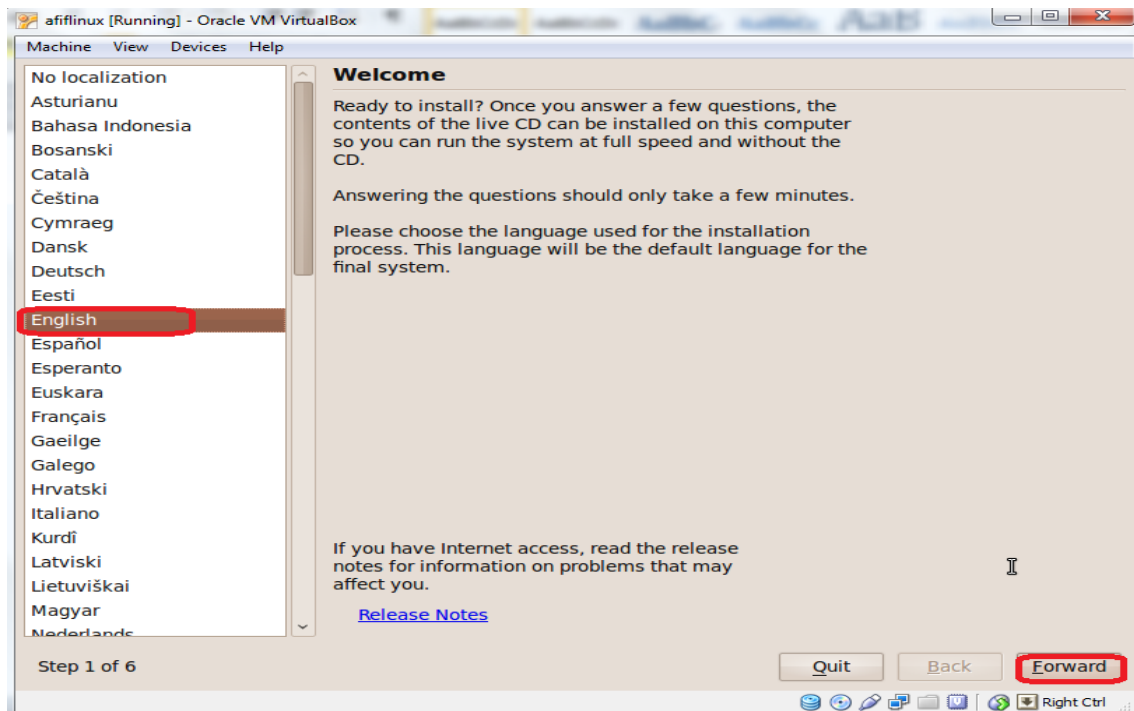 afiflinux [Running] - Oracle VM VirtualBox
Machine View Devices Help
No localization
Asturianu
Bahasa Indonesia
Bosanski
Català
Čeština
Cymraeg
Dansk
Deutsch
Eesti
English
Español
Esperanto
Euskara
Français
Gaeilge
Galego
Hrvatski
Italiano
Kurdî
Latviski
Lietuviškai
Magyar
Nederlands
Welcome
Ready to install? Once you answer a few questions, the
contents of the live CD can be installed on this computer
so you can run the system at full speed and without the
CD.
Answering the questions should only take a few minutes.
Please choose the language used for the installation
process. This language will be the default language for the
final system.
If you have Internet access, read the release
notes for information on problems that may
affect you.
Release Notes
Step 1 of 6
Quit Back Forward
Right Ctrl